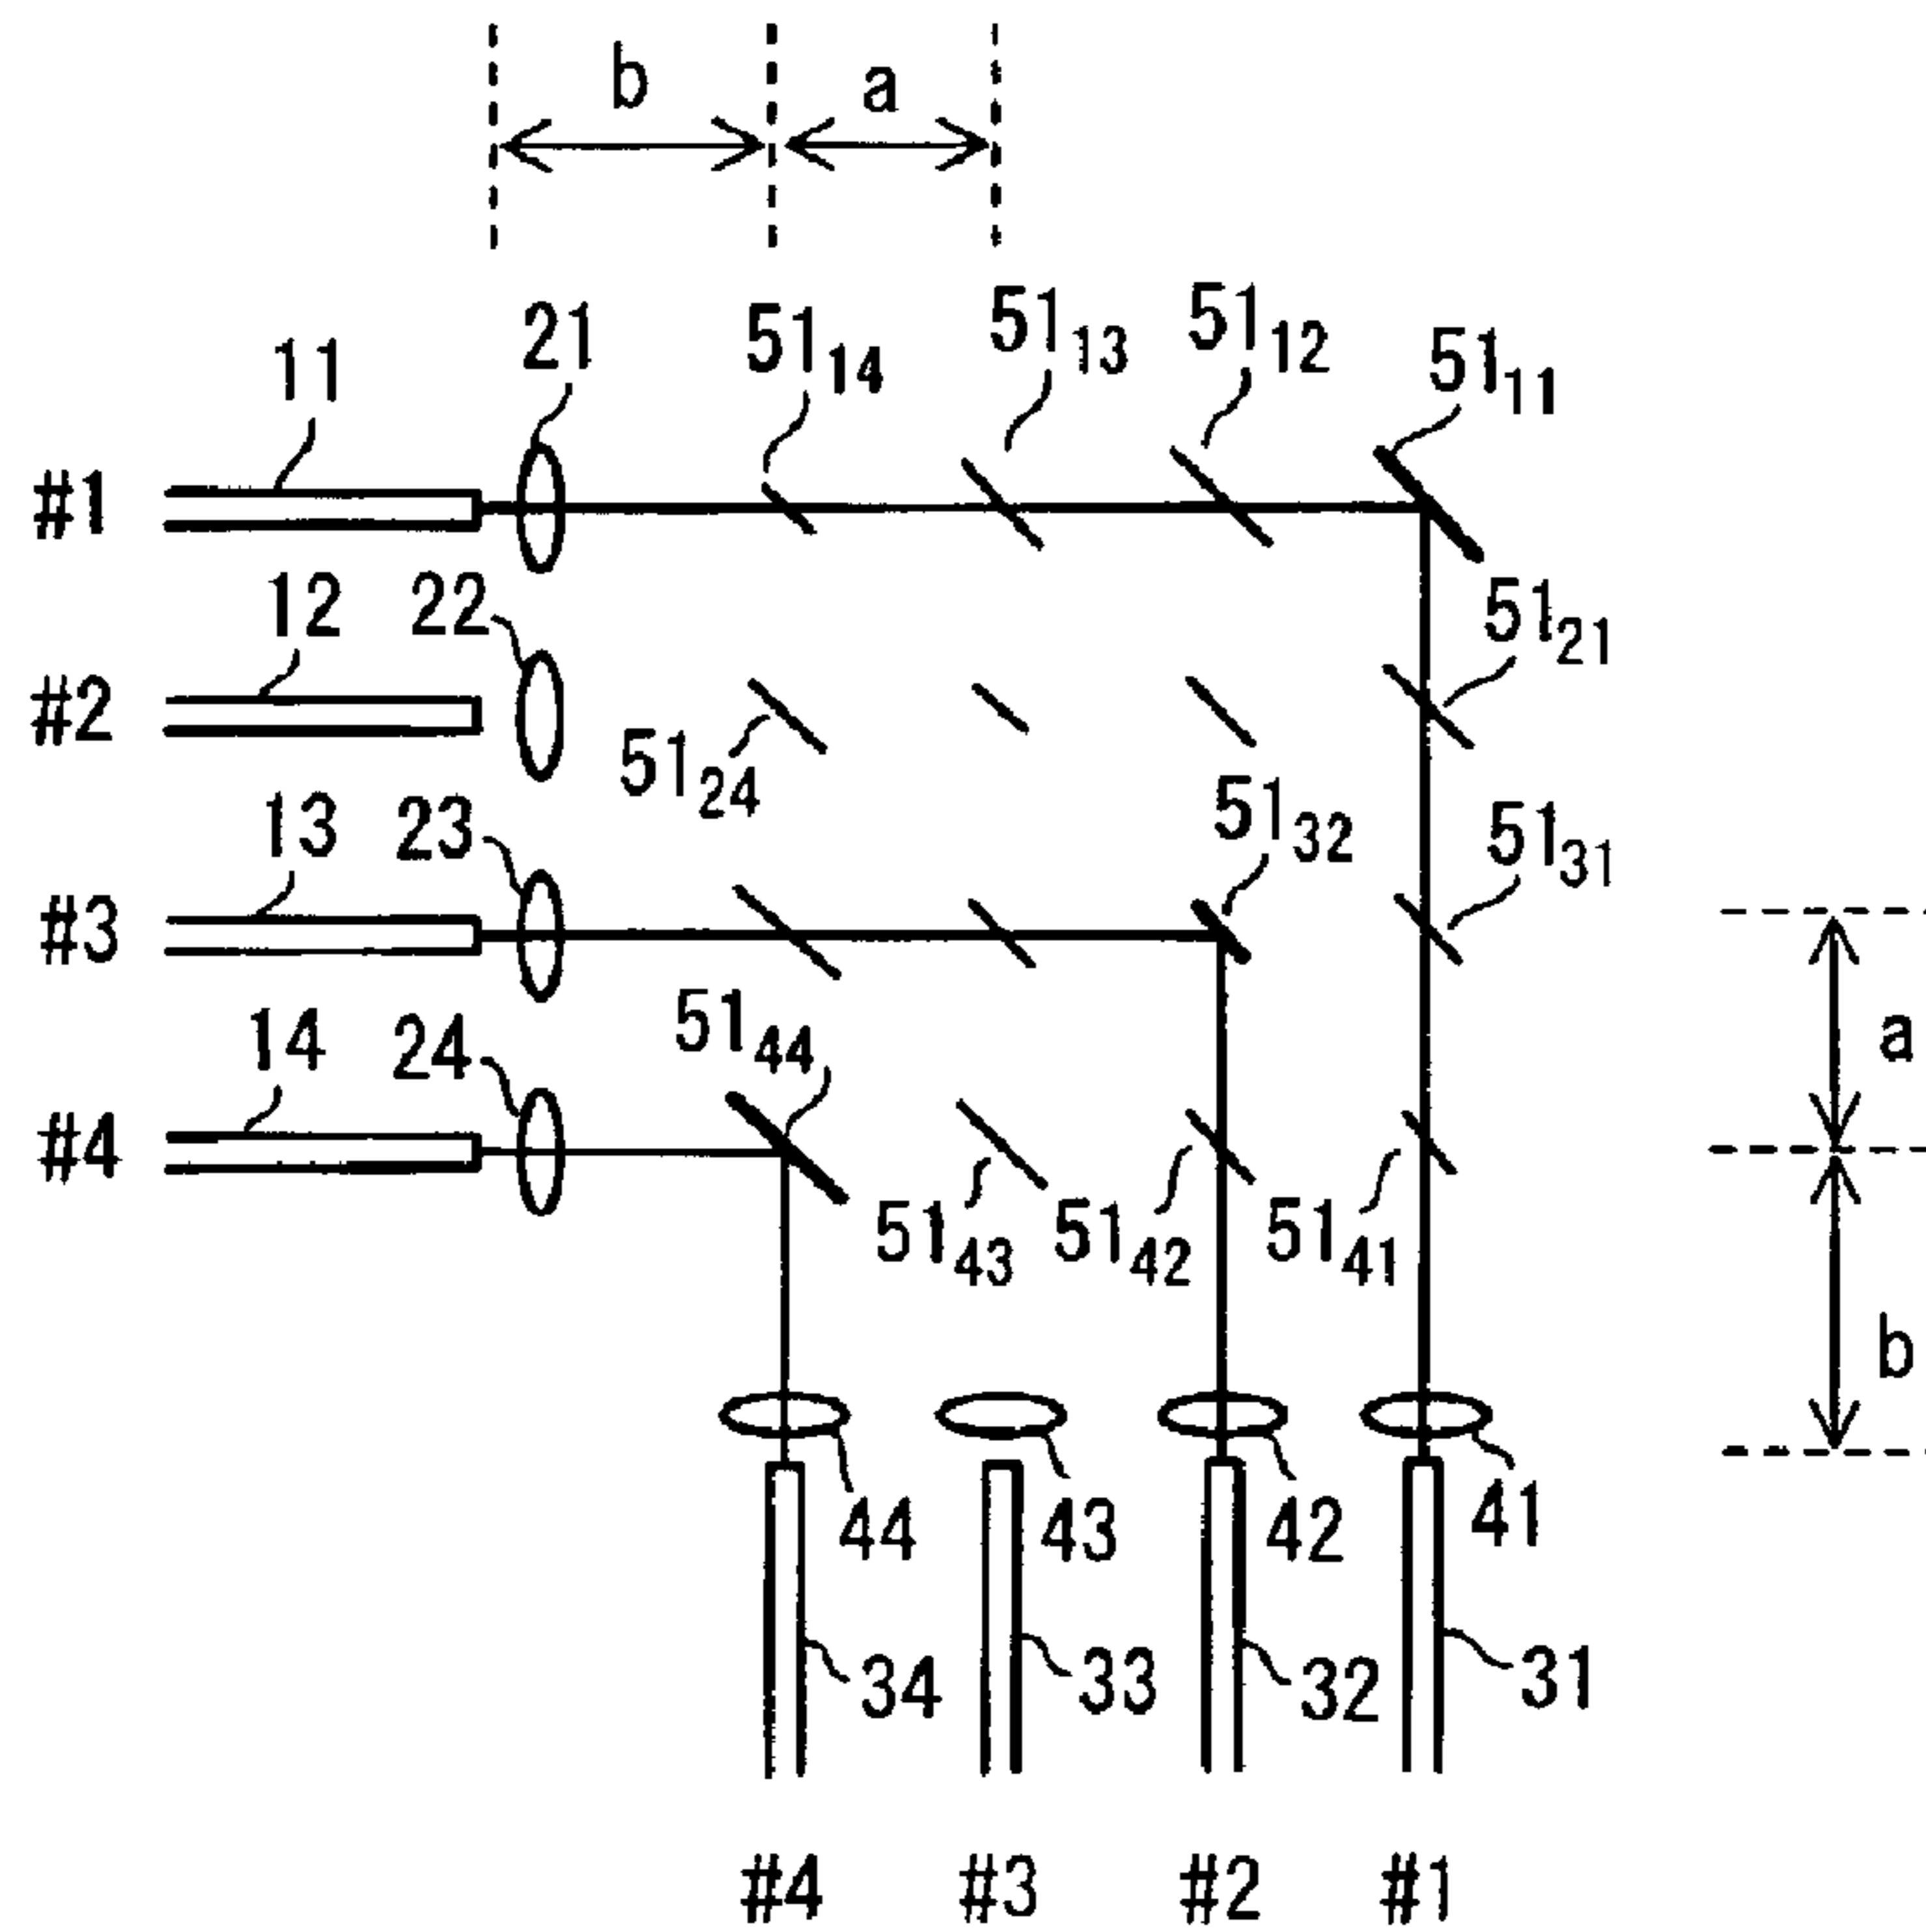 b a
11 21 51₁₄ 51₁₃ 51₁₂ 51₁₁
#1
12 22 51₂₁
#2 51₂₄
13 23 51₃₂ 51₃₁
#3
14 24 51₄₄ a
#4
51₄₃ 51₄₂ 51₄₁
b
44 43 42 41
34 33 32 31
#4 #3 #2 #1